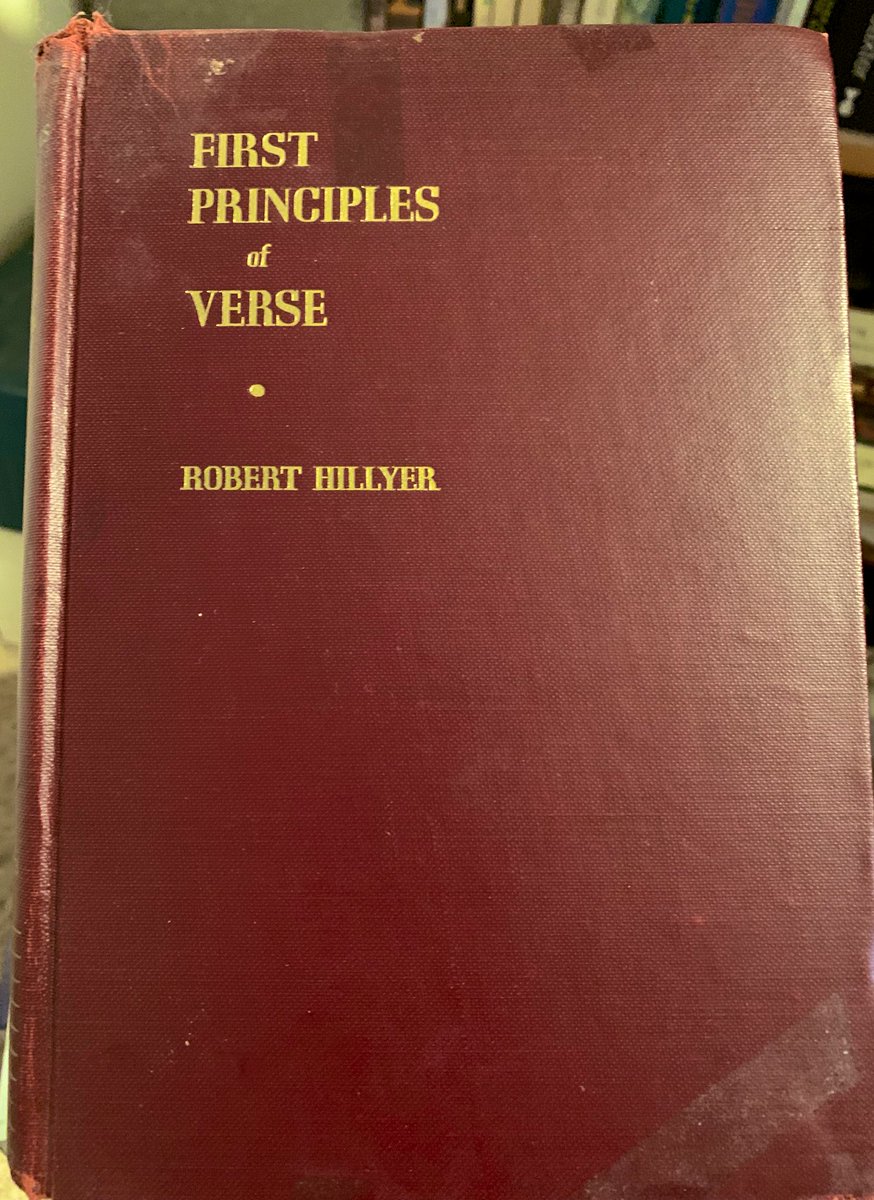 FIRST
PRINCIPLES
of
VERSE
•
ROBERT HILLYER